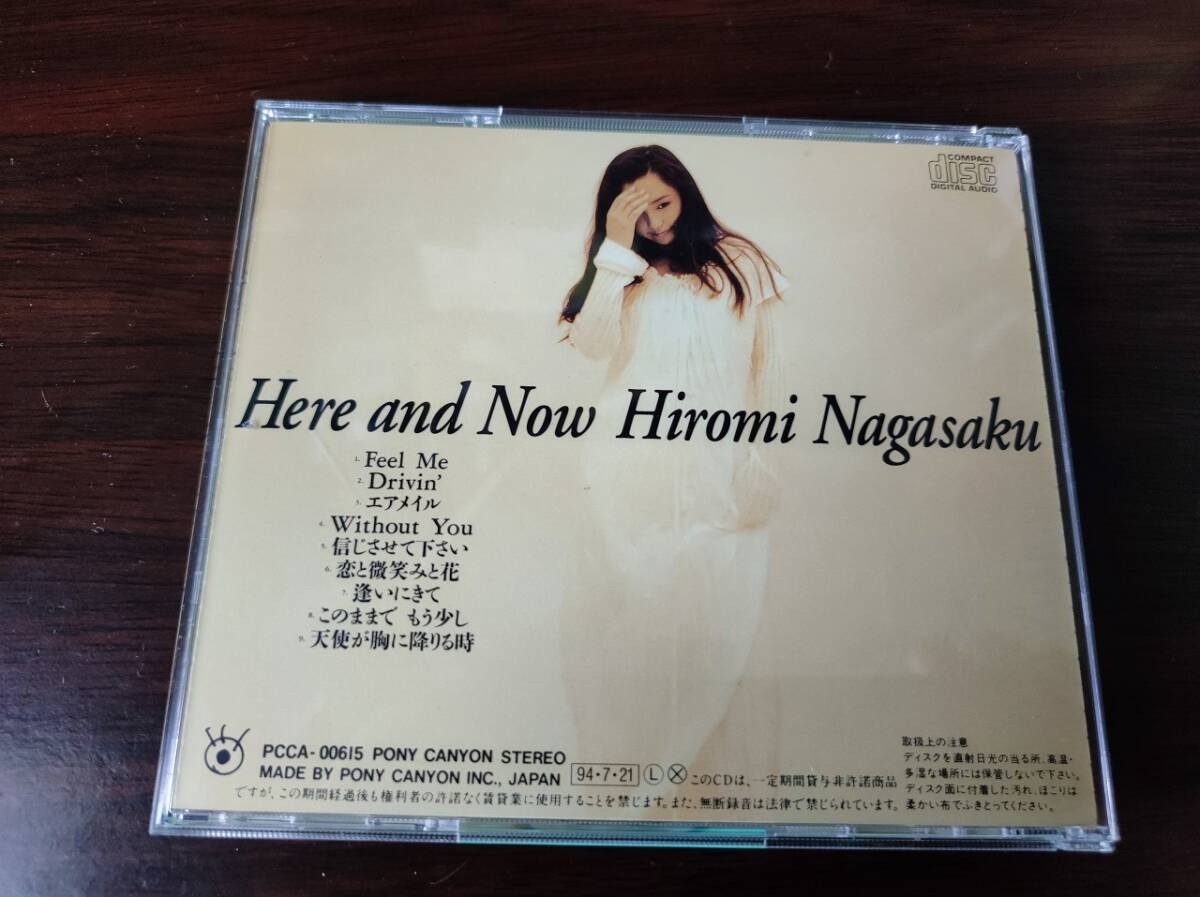 COMPACT
disc
DIGITAL AUDIO
Here and Now Hiromi Nagasaku
1. Feel Me
2. Drivin'
3. エアメイル
4. Without You
5. 信じさせて下さい
6. 恋と微笑みと花
7. 逢いにきて
8. このままで もう少し
9. 天使が胸に降りる時
PCCA-00615 PONY CANYON STEREO
MADE BY PONY CANYON INC., JAPAN 94・7・21 Ⓛ Ⓧ このCDは、一定期間貸与非許諾商品
ですが、この期間経過後も権利者の許諾なく賃貸業に使用することを禁じます。また、無断録音は法律で禁じられています。
取扱上の注意
ディスクを直射日光の当る所、高温・
多湿な場所には保管しないで下さい。
ディスク面に付着した汚れ、ほこりは
柔かい布でふきとってください。